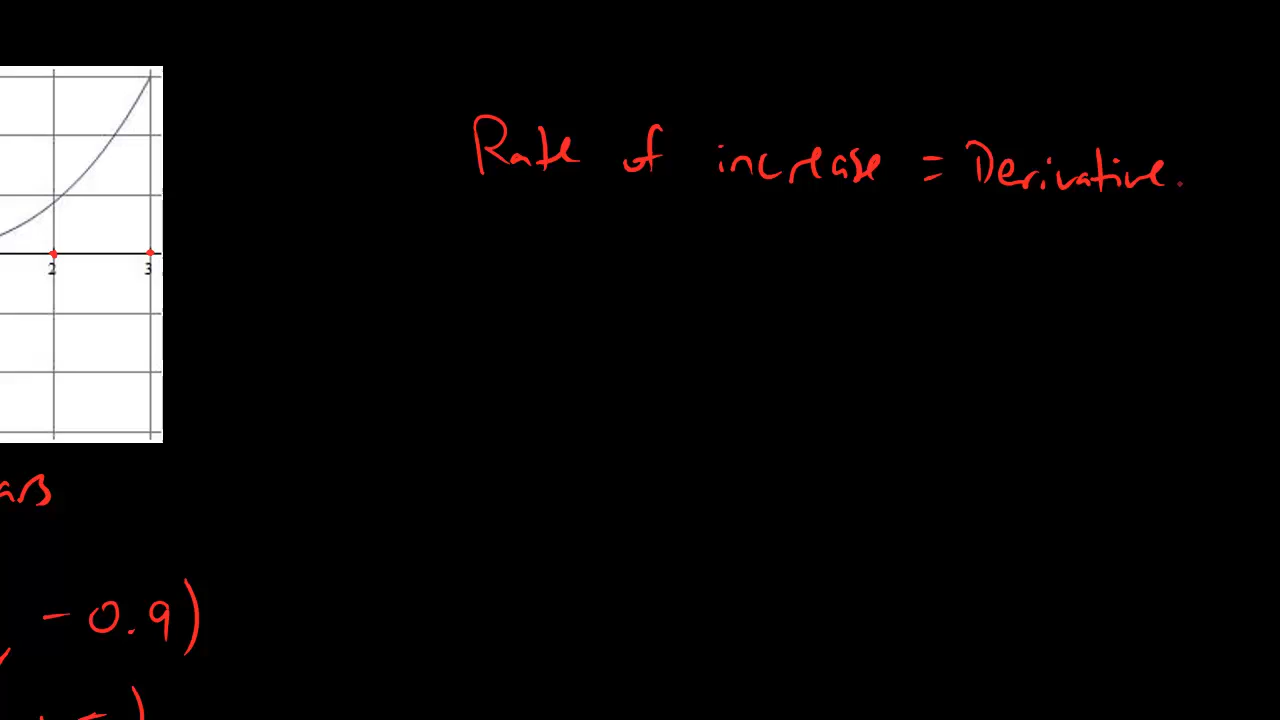 Rate of increase = Derivative.
2 3
ars
- 0.9)